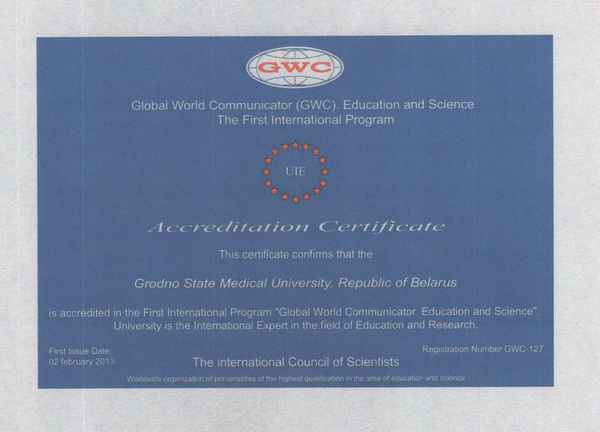 GWC
Global World Communicator (GWC). Education and Science
The First International Program
UIE
Accreditation Certificate
This certificate confirms that the
Grodno State Medical University. Republic of Belarus
is accredited in the First International Program "Global World Communicator. Education and Science".
University is the International Expert in the field of Education and Research.
First Issue Date:
02 february 2013
Registration Number GWC-127
The International Council of Scientists
Worldwide organization of personalities of the highest qualification in the area of education and science